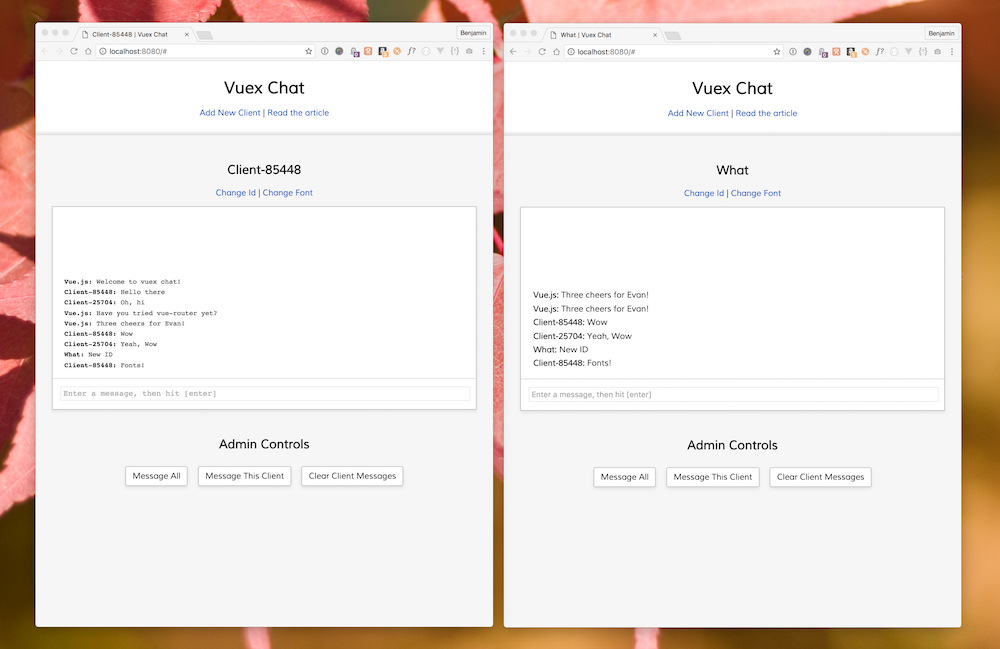 Client-85448 | Vuex Chat
Benjamin
localhost:8080/#
Vuex Chat
Add New Client | Read the article
Client-85448
Change Id | Change Font
Vue.js: Welcome to vuex chat!
Client-85448: Hello there
Client-25704: Oh, hi
Vue.js: Have you tried vue-router yet?
Vue.js: Three cheers for Evan!
Client-85448: Wow
Client-25704: Yeah, Wow
What: New ID
Client-85448: Fonts!
Enter a message, then hit [enter]
Admin Controls
Message All
Message This Client
Clear Client Messages
What | Vuex Chat
Benjamin
localhost:8080/#
f?
Vuex Chat
Add New Client | Read the article
What
Change Id | Change Font
Vue.js: Three cheers for Evan!
Vue.js: Three cheers for Evan!
Client-85448: Wow
Client-25704: Yeah, Wow
What: New ID
Client-85448: Fonts!
Enter a message, then hit [enter]
Admin Controls
Message All
Message This Client
Clear Client Messages